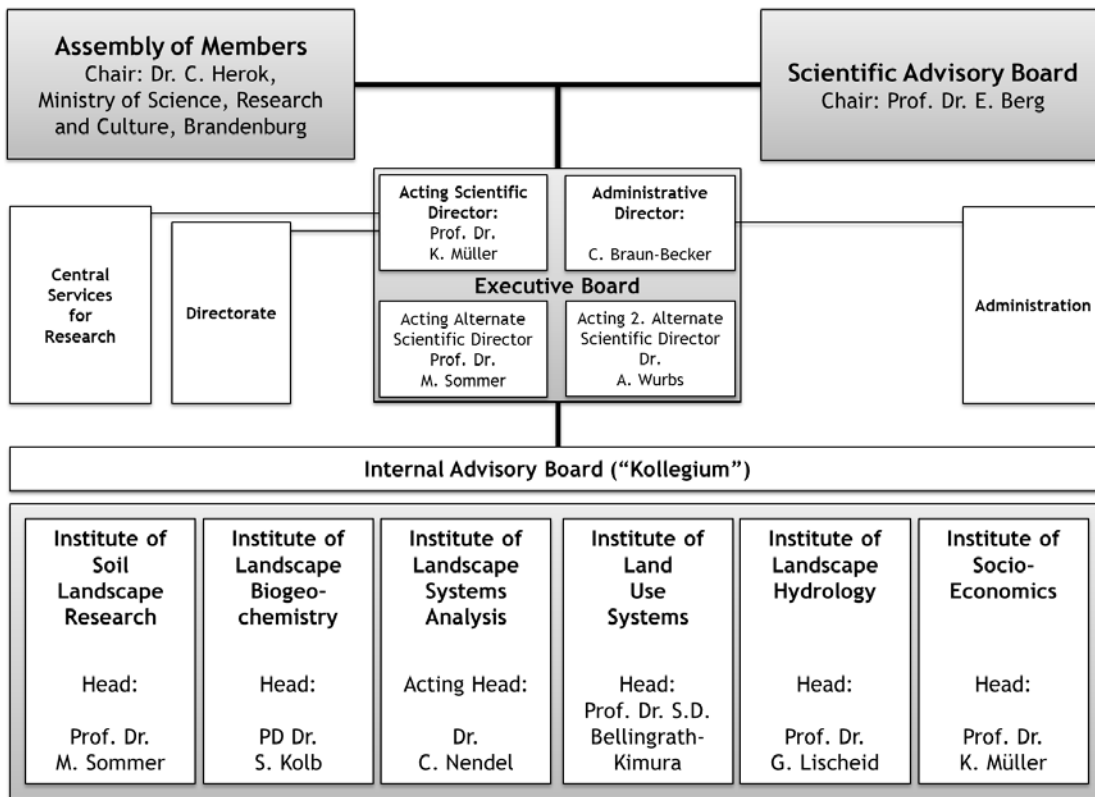 Assembly of Members
Chair: Dr. C. Herok,
Ministry of Science, Research
and Culture, Brandenburg
Scientific Advisory Board
Chair: Prof. Dr. E. Berg
Acting Scientific
Director:
Prof. Dr.
K. Müller
Administrative
Director:
C. Braun-Becker
Executive Board
Acting Alternate
Scientific Director
Prof. Dr.
M. Sommer
Acting 2. Alternate
Scientific Director
Dr.
A. Wurbs
Central
Services
for
Research
Directorate
Administration
Internal Advisory Board (“Kollegium”)
Institute of
Soil
Landscape
Research
Head:
Prof. Dr.
M. Sommer
Institute of
Landscape
Biogeo-
chemistry
Head:
PD Dr.
S. Kolb
Institute of
Landscape
Systems
Analysis
Acting Head:
Dr.
C. Nendel
Institute of
Land
Use
Systems
Head:
Prof. Dr. S.D.
Bellingrath-
Kimura
Institute of
Landscape
Hydrology
Head:
Prof. Dr.
G. Lischeid
Institute of
Socio-
Economics
Head:
Prof. Dr.
K. Müller